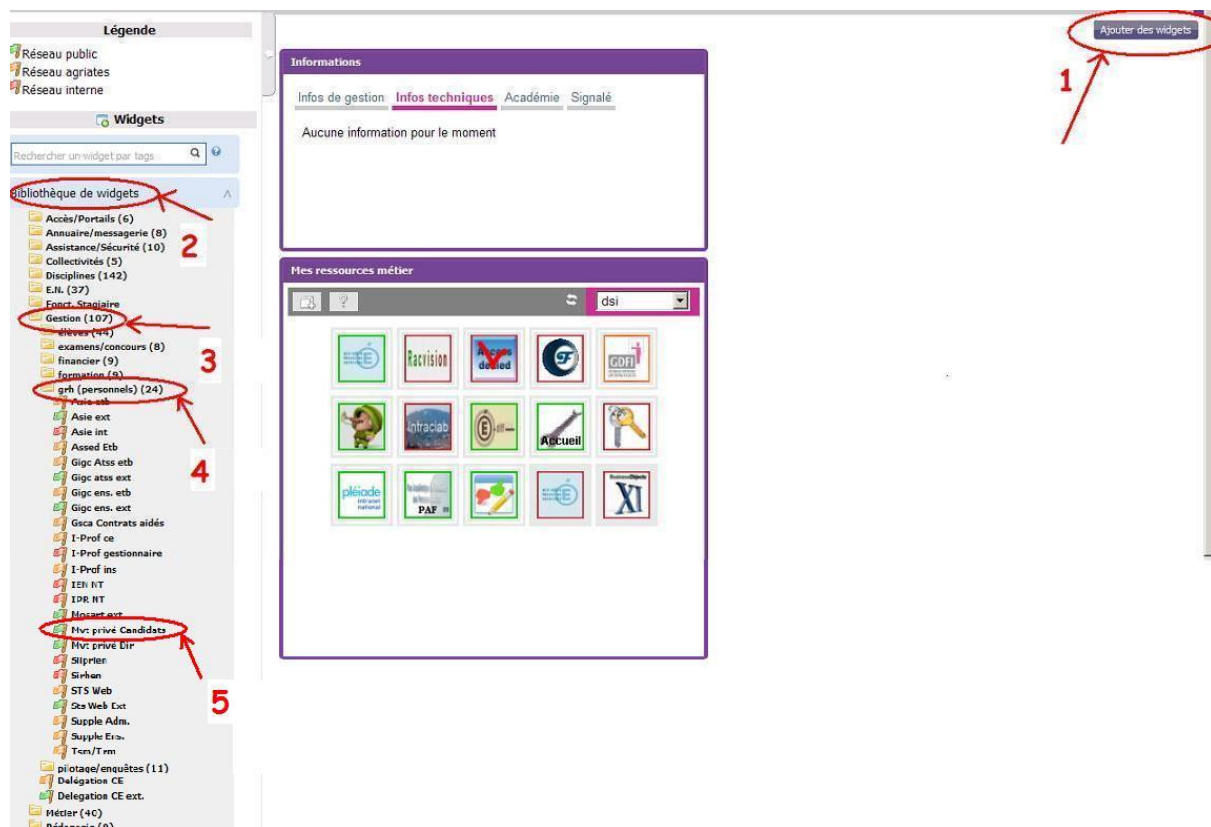 Légende
Réseau public
Réseau agriates
Réseau interne
Widgets
Rechercher un widget par tags
Bibliothèque de widgets
Accès/Portails (6)
Annuaire/messagerie (8)
Assistance/Sécurité (10)
Collectivités (5)
Disciplines (142)
E.N. (37)
Fonct. Stagiaire
Gestion (107)
élèves (44)
examens/concours (8)
financier (9)
formation (9)
grh (personnels) (24)
Asie etb
Asie ext
Asie int
Assed Etb
Gigc Atss etb
Gigc atss ext
Gigc ens. etb
Gigc ens. ext
Gsca Contrats aidés
I-Prof ce
I-Prof gestionnaire
I-Prof ins
IEN NT
IPR NT
Mosart ext
Mvt privé Candidats
Mvt privé Dir
Silprien
Sirhen
STS Web
Sts Web Ext
Supple Adm.
Supple Ens.
Tsm/Trm
pilotage/enquêtes (11)
Délégation CE
Delegation CE ext.
Métier (40)
2
3
4
5
Informations
Infos de gestion Infos techniques Académie Signalé
Aucune information pour le moment
Mes ressources métier
?
dsi
Racvision
Access denied
GDFI
Intraclab
Accueil
pléiade
intranet
national
PAF
BusinessObjects
XI
Ajouter des widgets
1